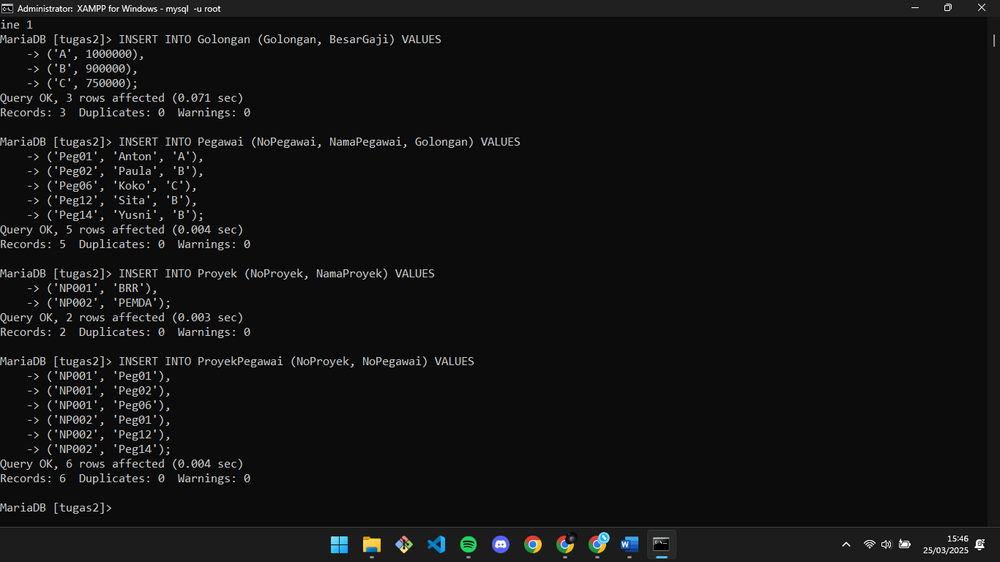 Administrator: XAMPP for Windows - mysql  -u root
ine 1
MariaDB [tugas2]> INSERT INTO Golongan (Golongan, BesarGaji) VALUES
    -> ('A', 1000000),
    -> ('B', 900000),
    -> ('C', 750000);
Query OK, 3 rows affected (0.071 sec)
Records: 3  Duplicates: 0  Warnings: 0

MariaDB [tugas2]> INSERT INTO Pegawai (NoPegawai, NamaPegawai, Golongan) VALUES
    -> ('Peg01', 'Anton', 'A'),
    -> ('Peg02', 'Paula', 'B'),
    -> ('Peg06', 'Koko', 'C'),
    -> ('Peg12', 'Sita', 'B'),
    -> ('Peg14', 'Yusni', 'B');
Query OK, 5 rows affected (0.004 sec)
Records: 5  Duplicates: 0  Warnings: 0

MariaDB [tugas2]> INSERT INTO Proyek (NoProyek, NamaProyek) VALUES
    -> ('NP001', 'BRR'),
    -> ('NP002', 'PEMDA');
Query OK, 2 rows affected (0.003 sec)
Records: 2  Duplicates: 0  Warnings: 0

MariaDB [tugas2]> INSERT INTO ProyekPegawai (NoProyek, NoPegawai) VALUES
    -> ('NP001', 'Peg01'),
    -> ('NP001', 'Peg02'),
    -> ('NP001', 'Peg06'),
    -> ('NP002', 'Peg01'),
    -> ('NP002', 'Peg12'),
    -> ('NP002', 'Peg14');
Query OK, 6 rows affected (0.004 sec)
Records: 6  Duplicates: 0  Warnings: 0

MariaDB [tugas2]>
15:46
25/03/2025